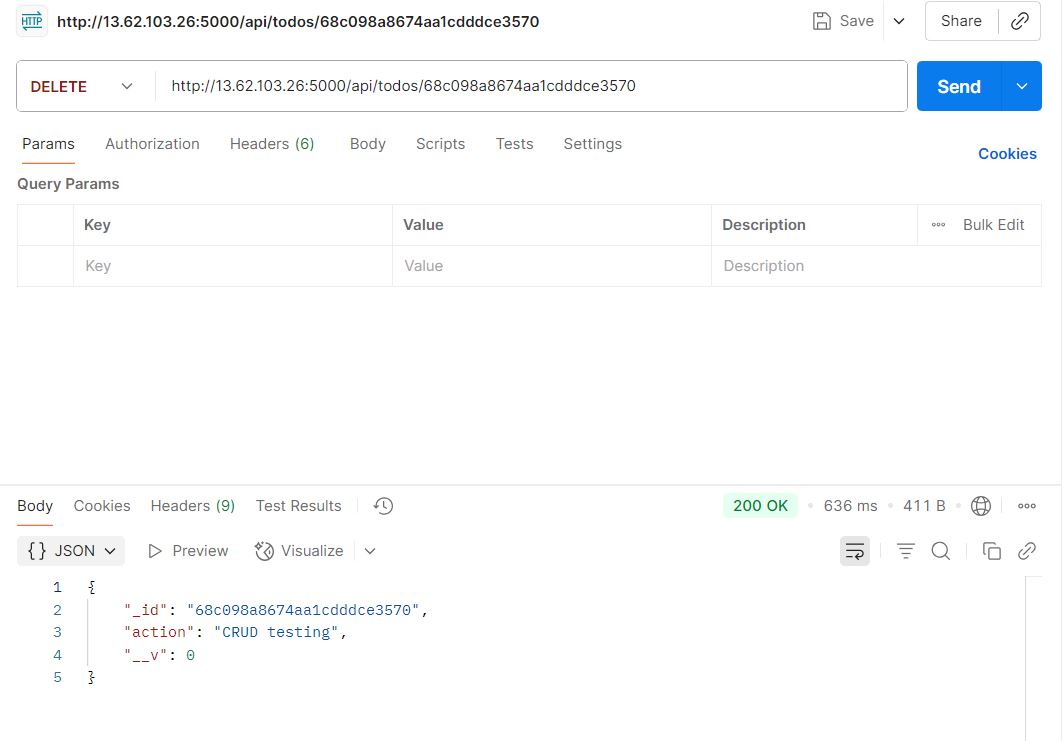 HTTP http://13.62.103.26:5000/api/todos/68c098a8674aa1cdddce3570 Save Share
DELETE http://13.62.103.26:5000/api/todos/68c098a8674aa1cdddce3570 Send
Params Authorization Headers (6) Body Scripts Tests Settings Cookies
Query Params
Key Value Description Bulk Edit
Key Value Description
Body Cookies Headers (9) Test Results 200 OK 636 ms 411 B
{} JSON Preview Visualize
1 {
2 "_id": "68c098a8674aa1cdddce3570",
3 "action": "CRUD testing",
4 "__v": 0
5 }